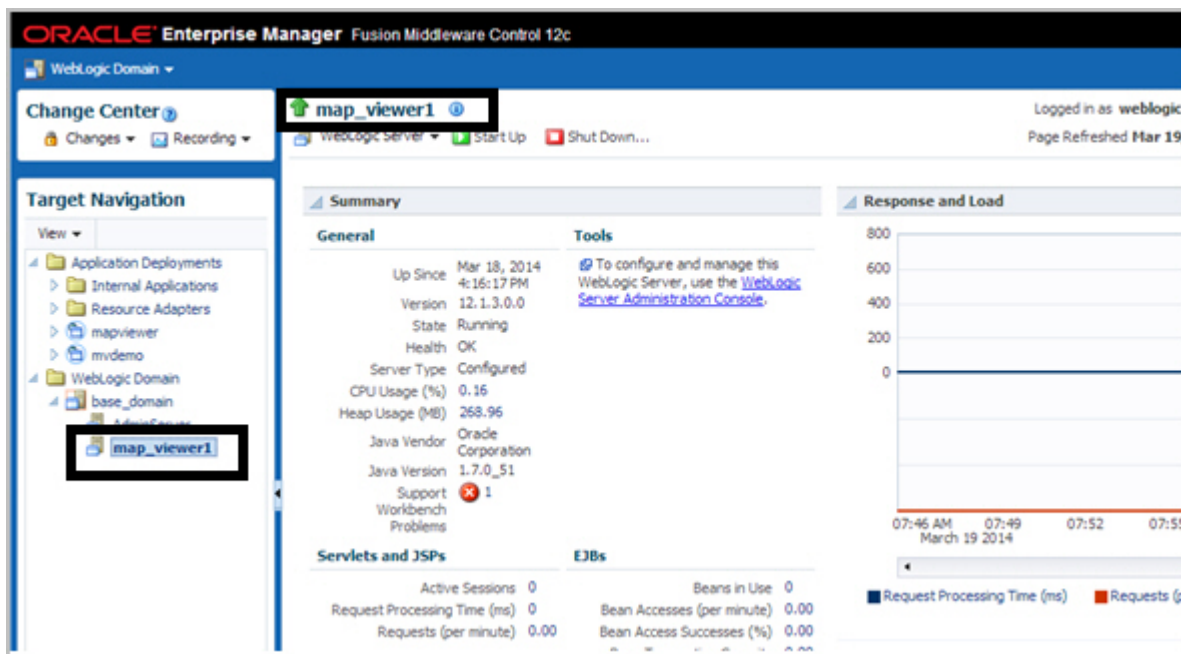 ORACLE Enterprise Manager Fusion Middleware Control 12c
WebLogic Domain
Change Center
Changes Recording
Target Navigation
View
Application Deployments
Internal Applications
Resource Adapters
mapviewer
mvdemo
WebLogic Domain
base_domain
AdminServer
map_viewer1
map_viewer1
Logged in as weblogic
WebLogic Server Start Up Shut Down...
Page Refreshed Mar 19
Summary
General
Up Since Mar 18, 2014
4:16:17 PM
Version 12.1.3.0.0
State Running
Health OK
Server Type Configured
CPU Usage (%) 0.16
Heap Usage (MB) 268.96
Java Vendor Oracle
Corporation
Java Version 1.7.0_51
Support 1
Workbench
Problems
Tools
To configure and manage this
WebLogic Server, use the WebLogic
Server Administration Console.
Servlets and JSPs
Active Sessions 0
Request Processing Time (ms) 0
Requests (per minute) 0.00
EJBs
Beans in Use 0
Bean Accesses (per minute) 0.00
Bean Access Successes (%) 0.00
Response and Load
800
600
400
200
0
07:46 AM 07:49 07:52 07:55
March 19 2014
Request Processing Time (ms) Requests (p